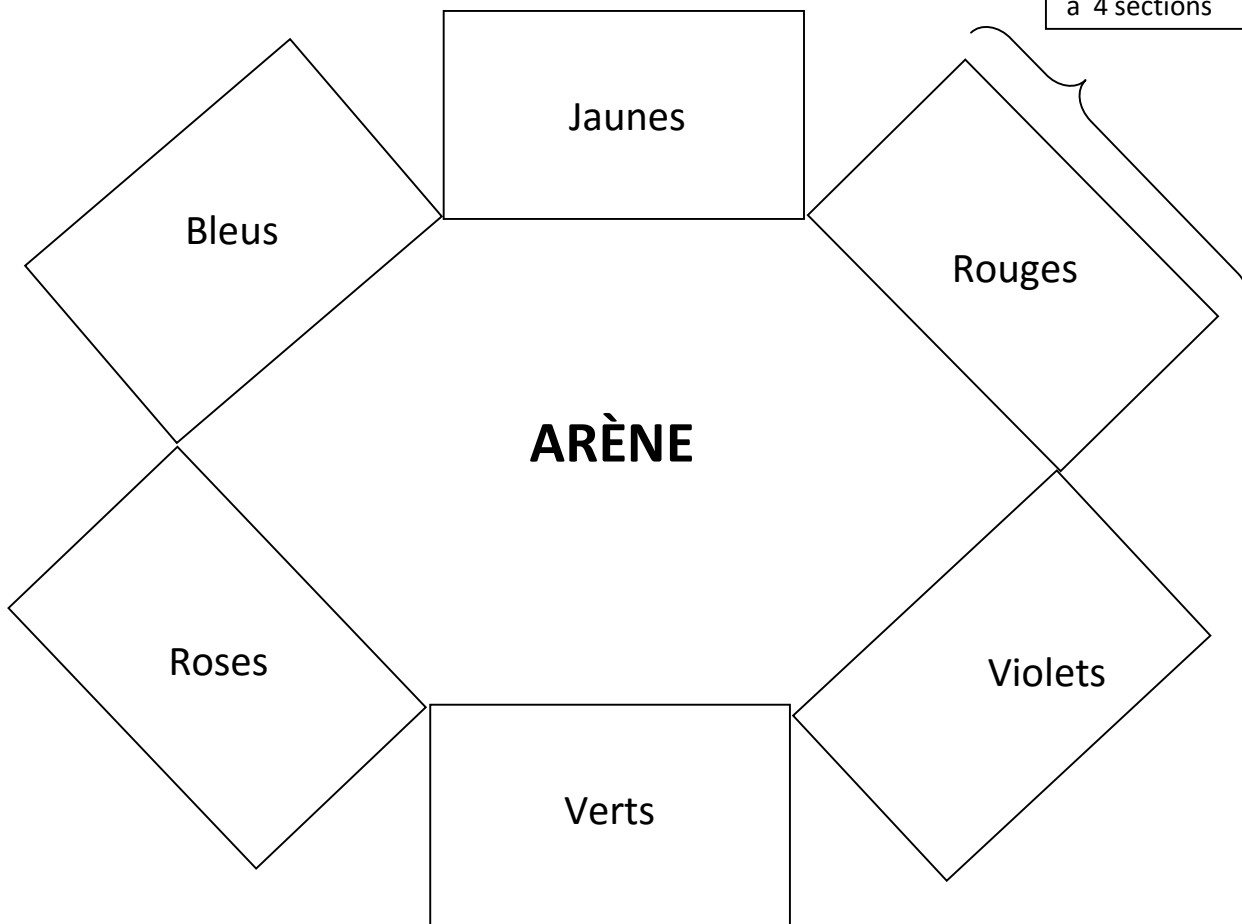 à 4 sections
Jaunes
Bleus
Rouges
ARÈNE
Roses
Violets
Verts